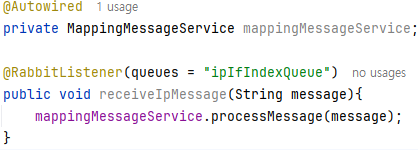 @Autowired 1 usage
private MappingMessageService mappingMessageService;
@RabbitListener(queues = "ipIfIndexQueue") no usages
public void receiveIpMessage(String message){
mappingMessageService.processMessage(message);
}